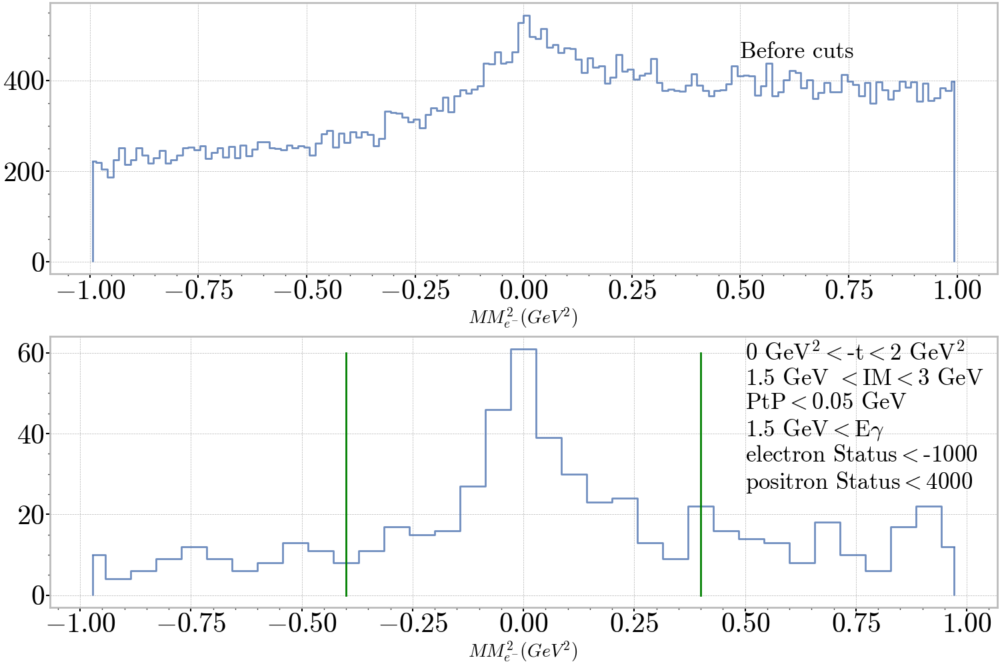 Before cuts
400
200
0
−1.00 −0.75 −0.50 −0.25 0.00 0.25 0.50 0.75 1.00
MM²ₑ₋(GeV²)
0 GeV² < -t < 2 GeV²
1.5 GeV < IM < 3 GeV
PtP < 0.05 GeV
1.5 GeV < Eγ
electron Status < -1000
positron Status < 4000
60
40
20
0
−1.00 −0.75 −0.50 −0.25 0.00 0.25 0.50 0.75 1.00
MM²ₑ₋(GeV²)